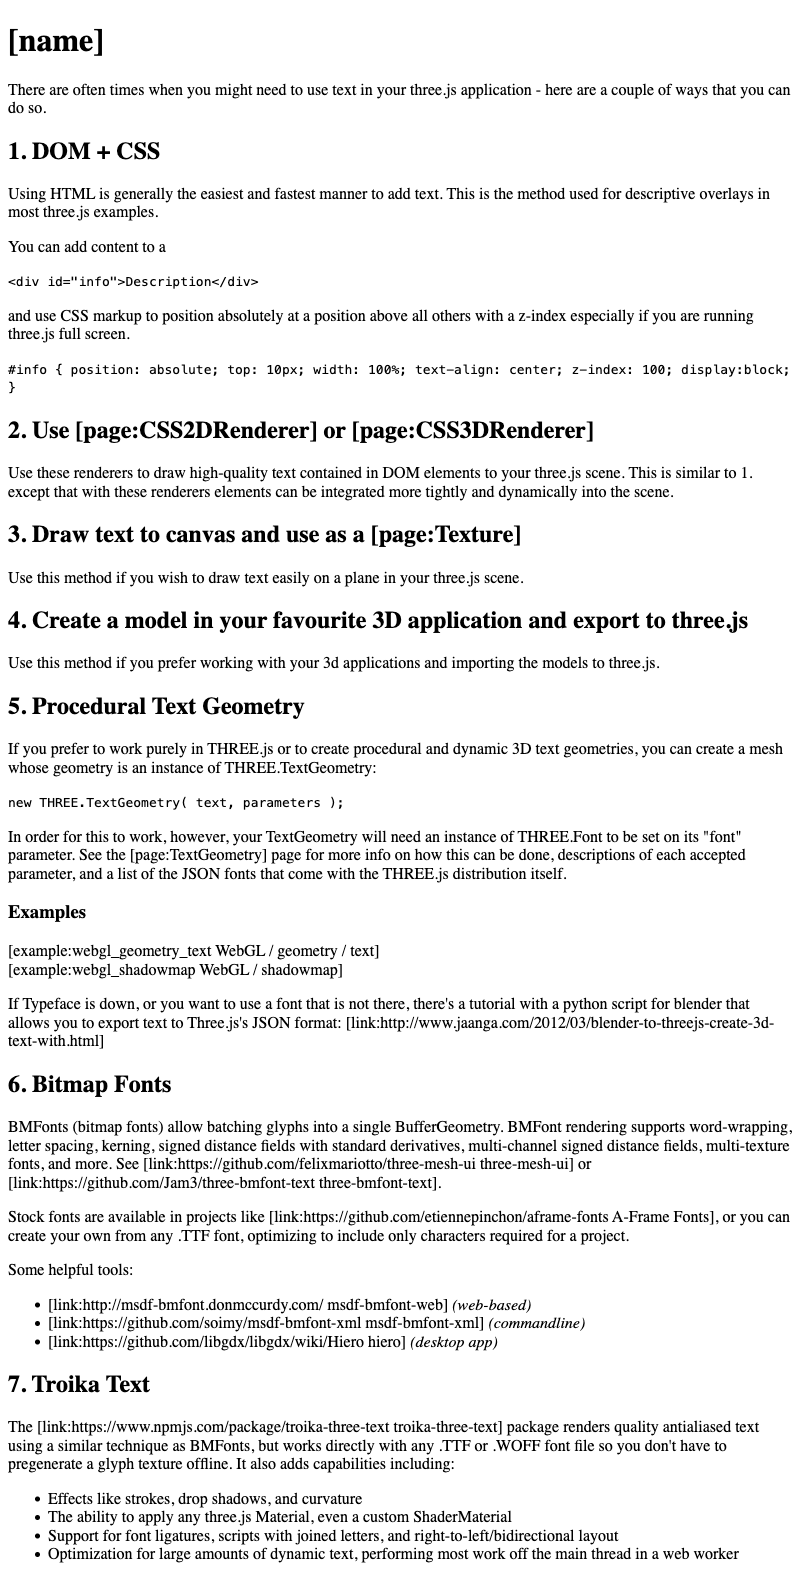 [name]
There are often times when you might need to use text in your three.js application - here are a couple of ways that you can
do so.
1. DOM + CSS
Using HTML is generally the easiest and fastest manner to add text. This is the method used for descriptive overlays in
most three.js examples.
You can add content to a
<div id="info">Description</div>
and use CSS markup to position absolutely at a position above all others with a z-index especially if you are running
three.js full screen.
#info { position: absolute; top: 10px; width: 100%; text-align: center; z-index: 100; display:block;
}
2. Use [page:CSS2DRenderer] or [page:CSS3DRenderer]
Use these renderers to draw high-quality text contained in DOM elements to your three.js scene. This is similar to 1.
except that with these renderers elements can be integrated more tightly and dynamically into the scene.
3. Draw text to canvas and use as a [page:Texture]
Use this method if you wish to draw text easily on a plane in your three.js scene.
4. Create a model in your favourite 3D application and export to three.js
Use this method if you prefer working with your 3d applications and importing the models to three.js.
5. Procedural Text Geometry
If you prefer to work purely in THREE.js or to create procedural and dynamic 3D text geometries, you can create a mesh
whose geometry is an instance of THREE.TextGeometry:
new THREE.TextGeometry( text, parameters );
In order for this to work, however, your TextGeometry will need an instance of THREE.Font to be set on its "font"
parameter. See the [page:TextGeometry] page for more info on how this can be done, descriptions of each accepted
parameter, and a list of the JSON fonts that come with the THREE.js distribution itself.
Examples
[example:webgl_geometry_text WebGL / geometry / text]
[example:webgl_shadowmap WebGL / shadowmap]
If Typeface is down, or you want to use a font that is not there, there's a tutorial with a python script for blender that
allows you to export text to Three.js's JSON format: [link:http://www.jaanga.com/2012/03/blender-to-threejs-create-3d-
text-with.html]
6. Bitmap Fonts
BMFonts (bitmap fonts) allow batching glyphs into a single BufferGeometry. BMFont rendering supports word-wrapping,
letter spacing, kerning, signed distance fields with standard derivatives, multi-channel signed distance fields, multi-texture
fonts, and more. See [link:https://github.com/felixmariotto/three-mesh-ui three-mesh-ui] or
[link:https://github.com/Jam3/three-bmfont-text three-bmfont-text].
Stock fonts are available in projects like [link:https://github.com/etiennepinchon/aframe-fonts A-Frame Fonts], or you can
create your own from any .TTF font, optimizing to include only characters required for a project.
Some helpful tools:
• [link:http://msdf-bmfont.donmccurdy.com/ msdf-bmfont-web] (web-based)
• [link:https://github.com/soimy/msdf-bmfont-xml msdf-bmfont-xml] (commandline)
• [link:https://github.com/libgdx/libgdx/wiki/Hiero hiero] (desktop app)
7. Troika Text
The [link:https://www.npmjs.com/package/troika-three-text troika-three-text] package renders quality antialiased text
using a similar technique as BMFonts, but works directly with any .TTF or .WOFF font file so you don't have to
pregenerate a glyph texture offline. It also adds capabilities including:
• Effects like strokes, drop shadows, and curvature
• The ability to apply any three.js Material, even a custom ShaderMaterial
• Support for font ligatures, scripts with joined letters, and right-to-left/bidirectional layout
• Optimization for large amounts of dynamic text, performing most work off the main thread in a web worker